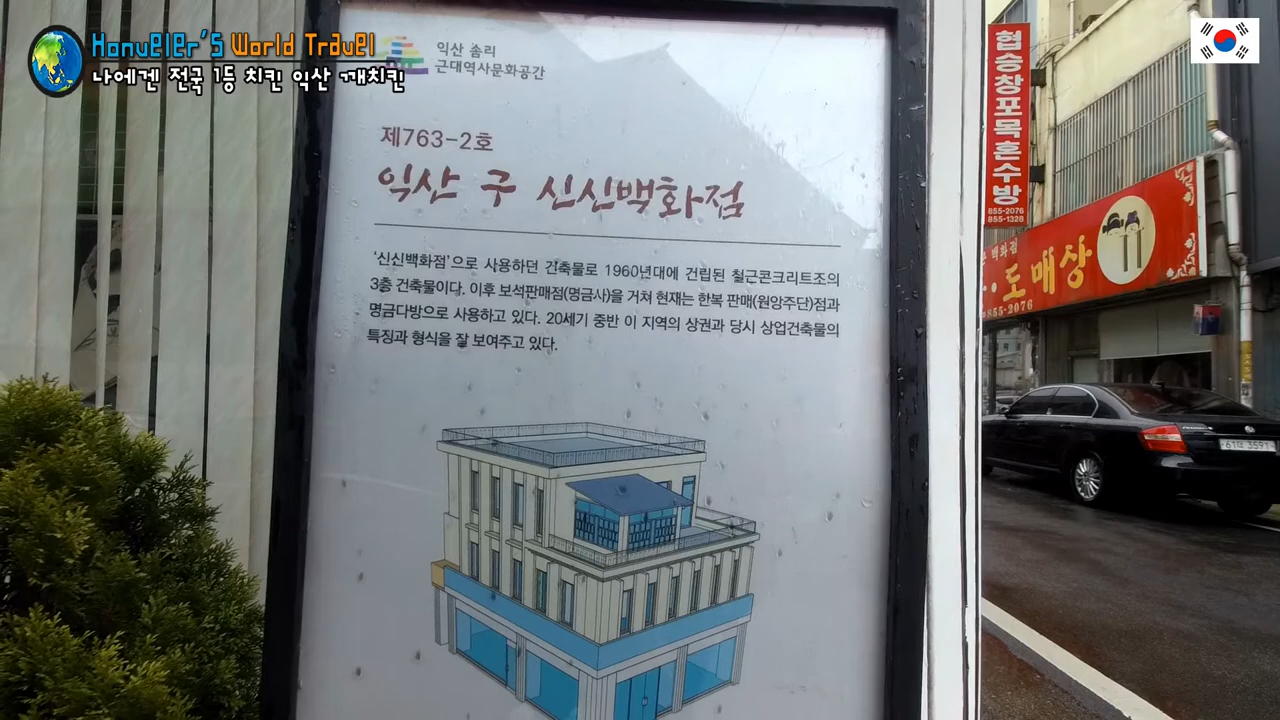 Hanveler's World Travel
나에겐 전국 1등 치킨 익산 깨치킨
익산 솜리
근대역사문화공간
제763-2호
익산 구 신신백화점
'신신백화점'으로 사용하던 건축물로 1960년대에 건립된 철근콘크리트조의
3층 건축물이다. 이후 보석판매점(명금사)을 거쳐 현재는 한복 판매(원앙주단)점과
명금다방으로 사용하고 있다. 20세기 중반 이 지역의 상권과 당시 상업건축물의
특징과 형식을 잘 보여주고 있다.
협승창포목혼수방
855-2076
855-1328
백화점
도매상
855-2076
3591